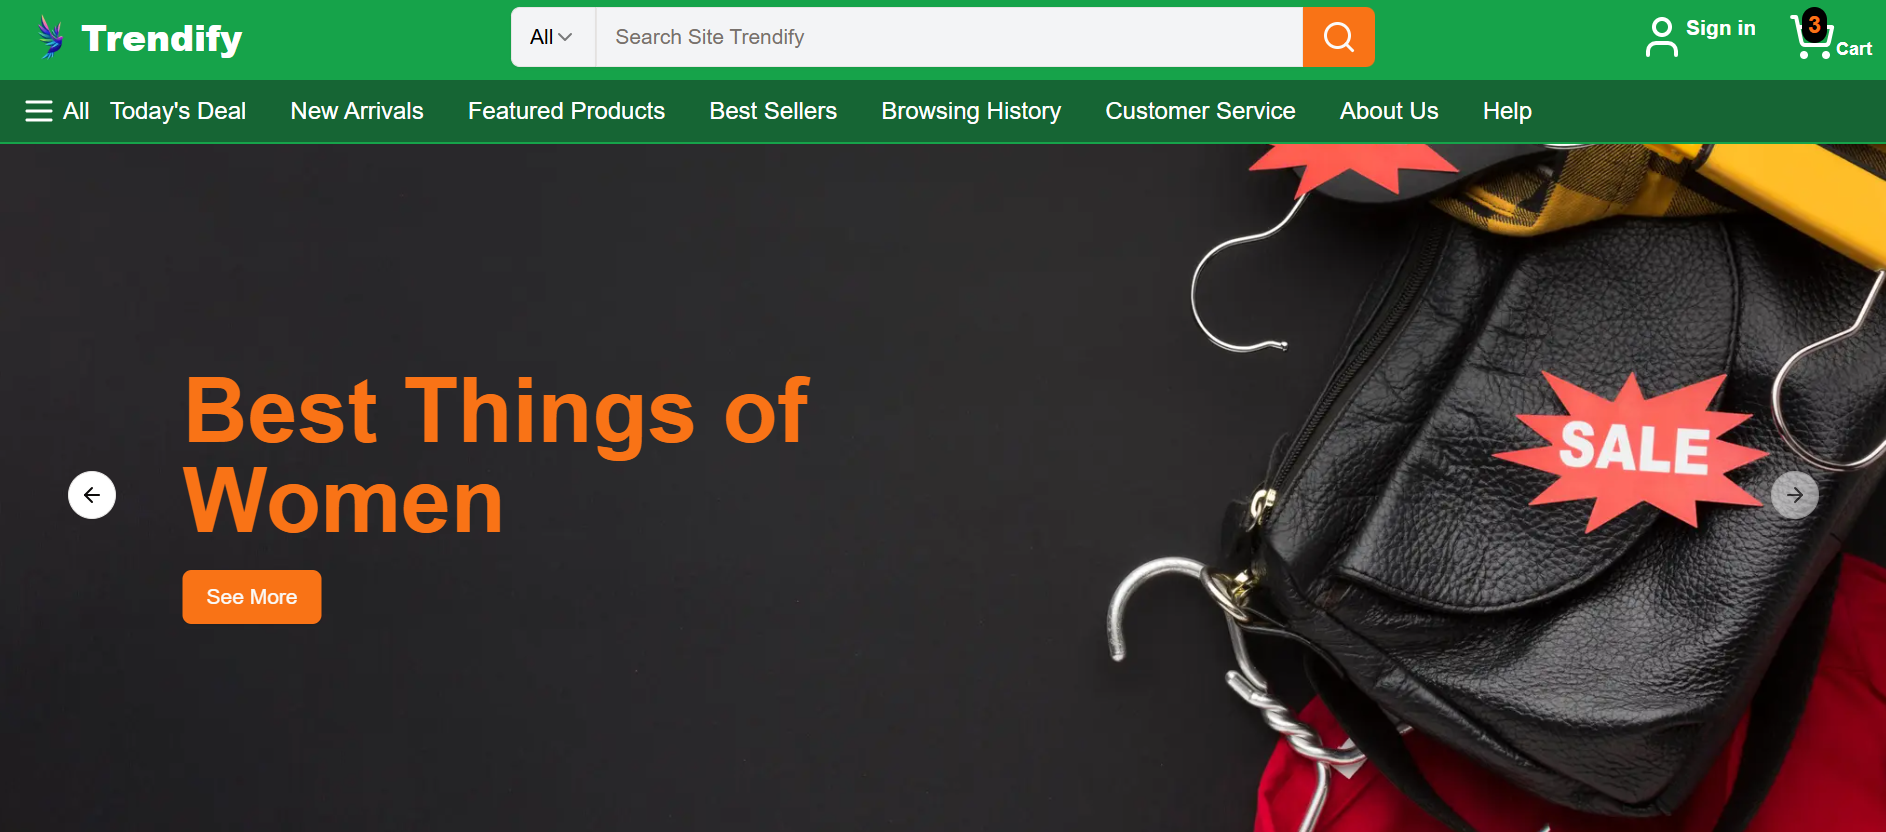 Trendify
All
Search Site Trendify
Sign in
3
Cart
All
Today's Deal
New Arrivals
Featured Products
Best Sellers
Browsing History
Customer Service
About Us
Help
Best Things of
Women
See More
SALE